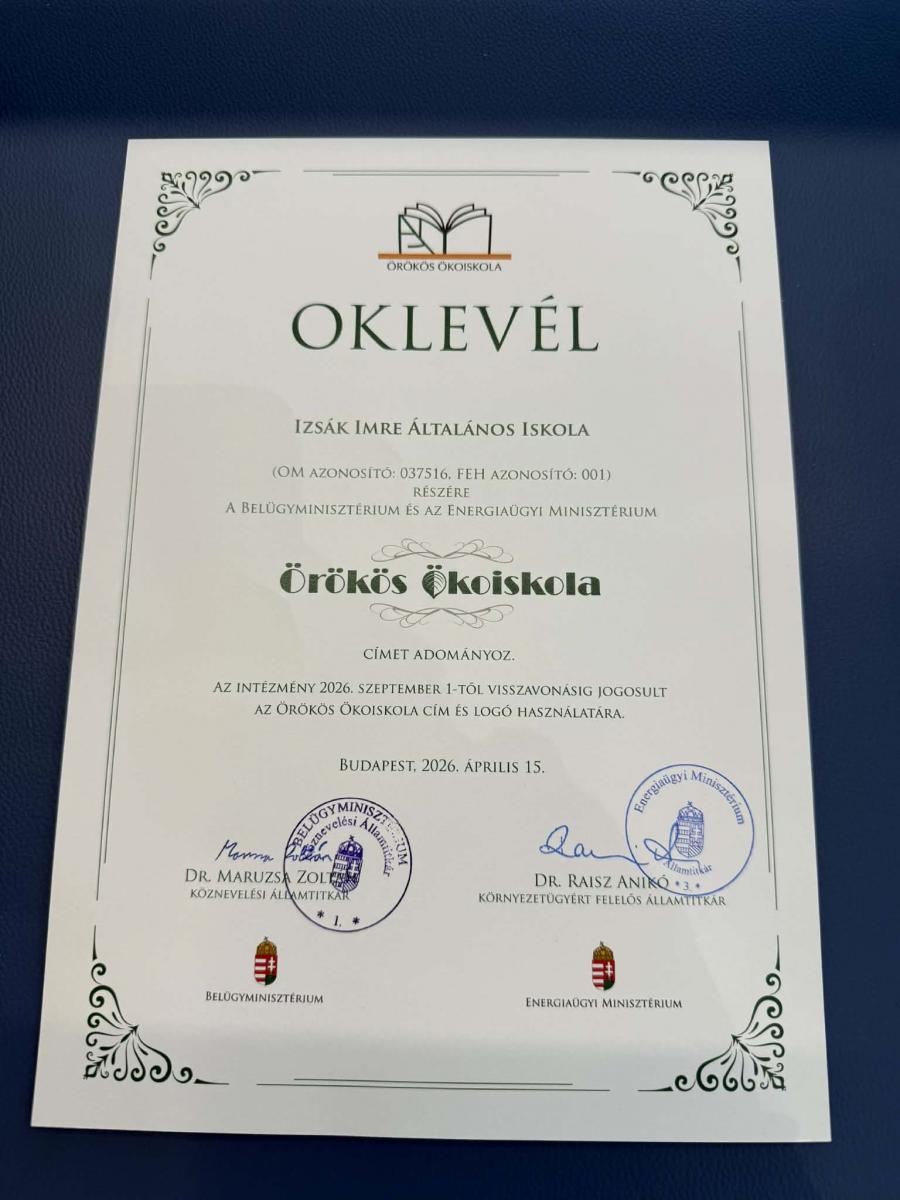 ÖRÖKÖS ÖKOISKOLA
OKLEVÉL
IZSÁK IMRE ÁLTALÁNOS ISKOLA
(OM AZONOSÍTÓ: 037516, FEH AZONOSÍTÓ: 001)
RÉSZÉRE
A BELÜGYMINISZTÉRIUM ÉS AZ ENERGIAÜGYI MINISZTÉRIUM
Örökös Ökoiskola
CÍMET ADOMÁNYOZ.
AZ INTÉZMÉNY 2026. SZEPTEMBER 1-TŐL VISSZAVONÁSIG JOGOSULT
AZ ÖRÖKÖS ÖKOISKOLA CÍM ÉS LOGÓ HASZNÁLATÁRA.
BUDAPEST, 2026. ÁPRILIS 15.
BELÜGYMINISZTÉRIUM
Köznevelési Államtitkár
* 1. *
Energiaügyi Minisztérium
Államtitkár
* 3. *
DR. MARUZSA ZOLTÁN
KÖZNEVELÉSI ÁLLAMTITKÁR
DR. RAISZ ANIKÓ
KÖRNYEZETÜGYÉRT FELELŐS ÁLLAMTITKÁR
BELÜGYMINISZTÉRIUM
ENERGIAÜGYI MINISZTÉRIUM